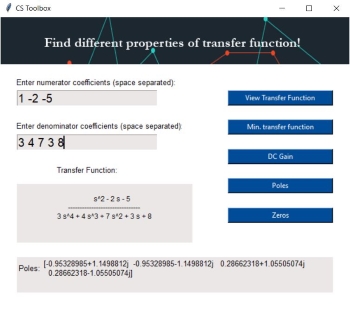 CS Toolbox
Find different properties of transfer function!
Enter numerator coefficients (space separated):
1 -2 -5
View Transfer Function
Enter denominator coefficients (space separated)
Min. transfer function
3 4 7 3 8
DC Gain
Transfer Function:
Poles
s^2 - 2 s - 5
---------------------------------
3 s^4 + 4 s^3 + 7 s^2 + 3 s + 8
Zeros
Poles: [-0.95328985+1.1498812j -0.95328985-1.1498812j 0.28662318+1.05505074j
0.28662318-1.05505074j]